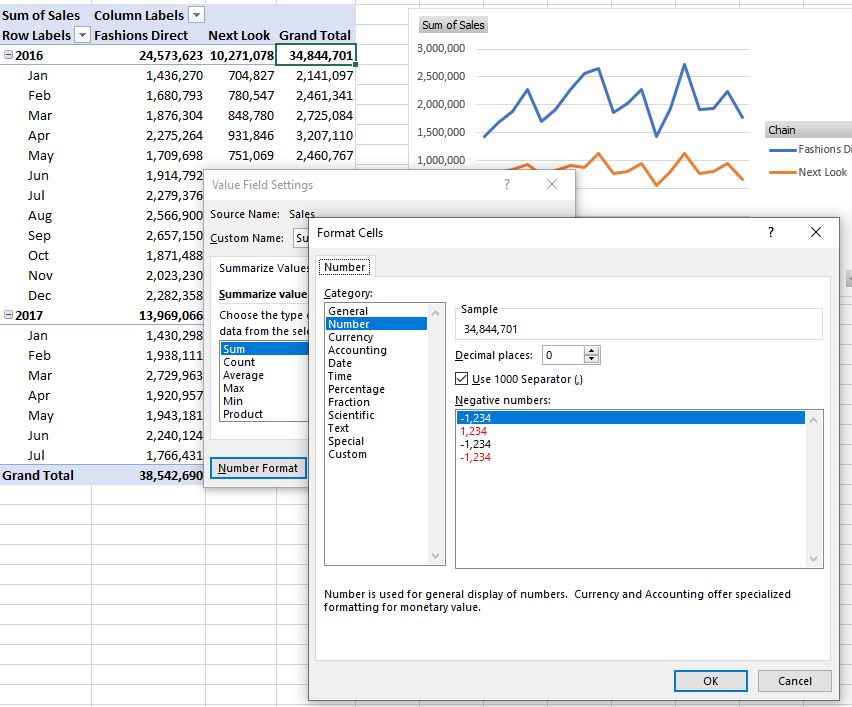 Sum of Sales Column Labels
Row Labels Fashions Direct Next Look Grand Total
2016 24,573,623 10,271,078 34,844,701
Jan 1,436,270 704,827 2,141,097
Feb 1,680,793 780,547 2,461,341
Mar 1,876,304 848,780 2,725,084
Apr 2,275,264 931,846 3,207,110
May 1,709,698 751,069 2,460,767
Jun 1,914,792
Jul 2,279,376
Aug 2,566,900
Sep 2,657,150
Oct 1,871,488
Nov 2,023,230
Dec 2,282,358
2017 13,969,066
Jan 1,430,298
Feb 1,938,111
Mar 2,729,963
Apr 1,920,957
May 1,943,181
Jun 2,240,124
Jul 1,766,431
Grand Total 38,542,690
Sum of Sales
3,000,000
2,500,000
2,000,000
1,500,000
1,000,000
Chain
Fashions Di
Next Look
Value Field Settings
?
Source Name: Sales
Custom Name: Su
Summarize Values
Summarize value
Choose the type o
data from the sele
Sum
Count
Average
Max
Min
Product
Number Format
Format Cells
?
Number
Category:
General
Number
Currency
Accounting
Date
Time
Percentage
Fraction
Scientific
Text
Special
Custom
Sample
34,844,701
Decimal places: 0
Use 1000 Separator (,)
Negative numbers:
-1,234
1,234
-1,234
-1,234
Number is used for general display of numbers. Currency and Accounting offer specialized
formatting for monetary value.
OK Cancel